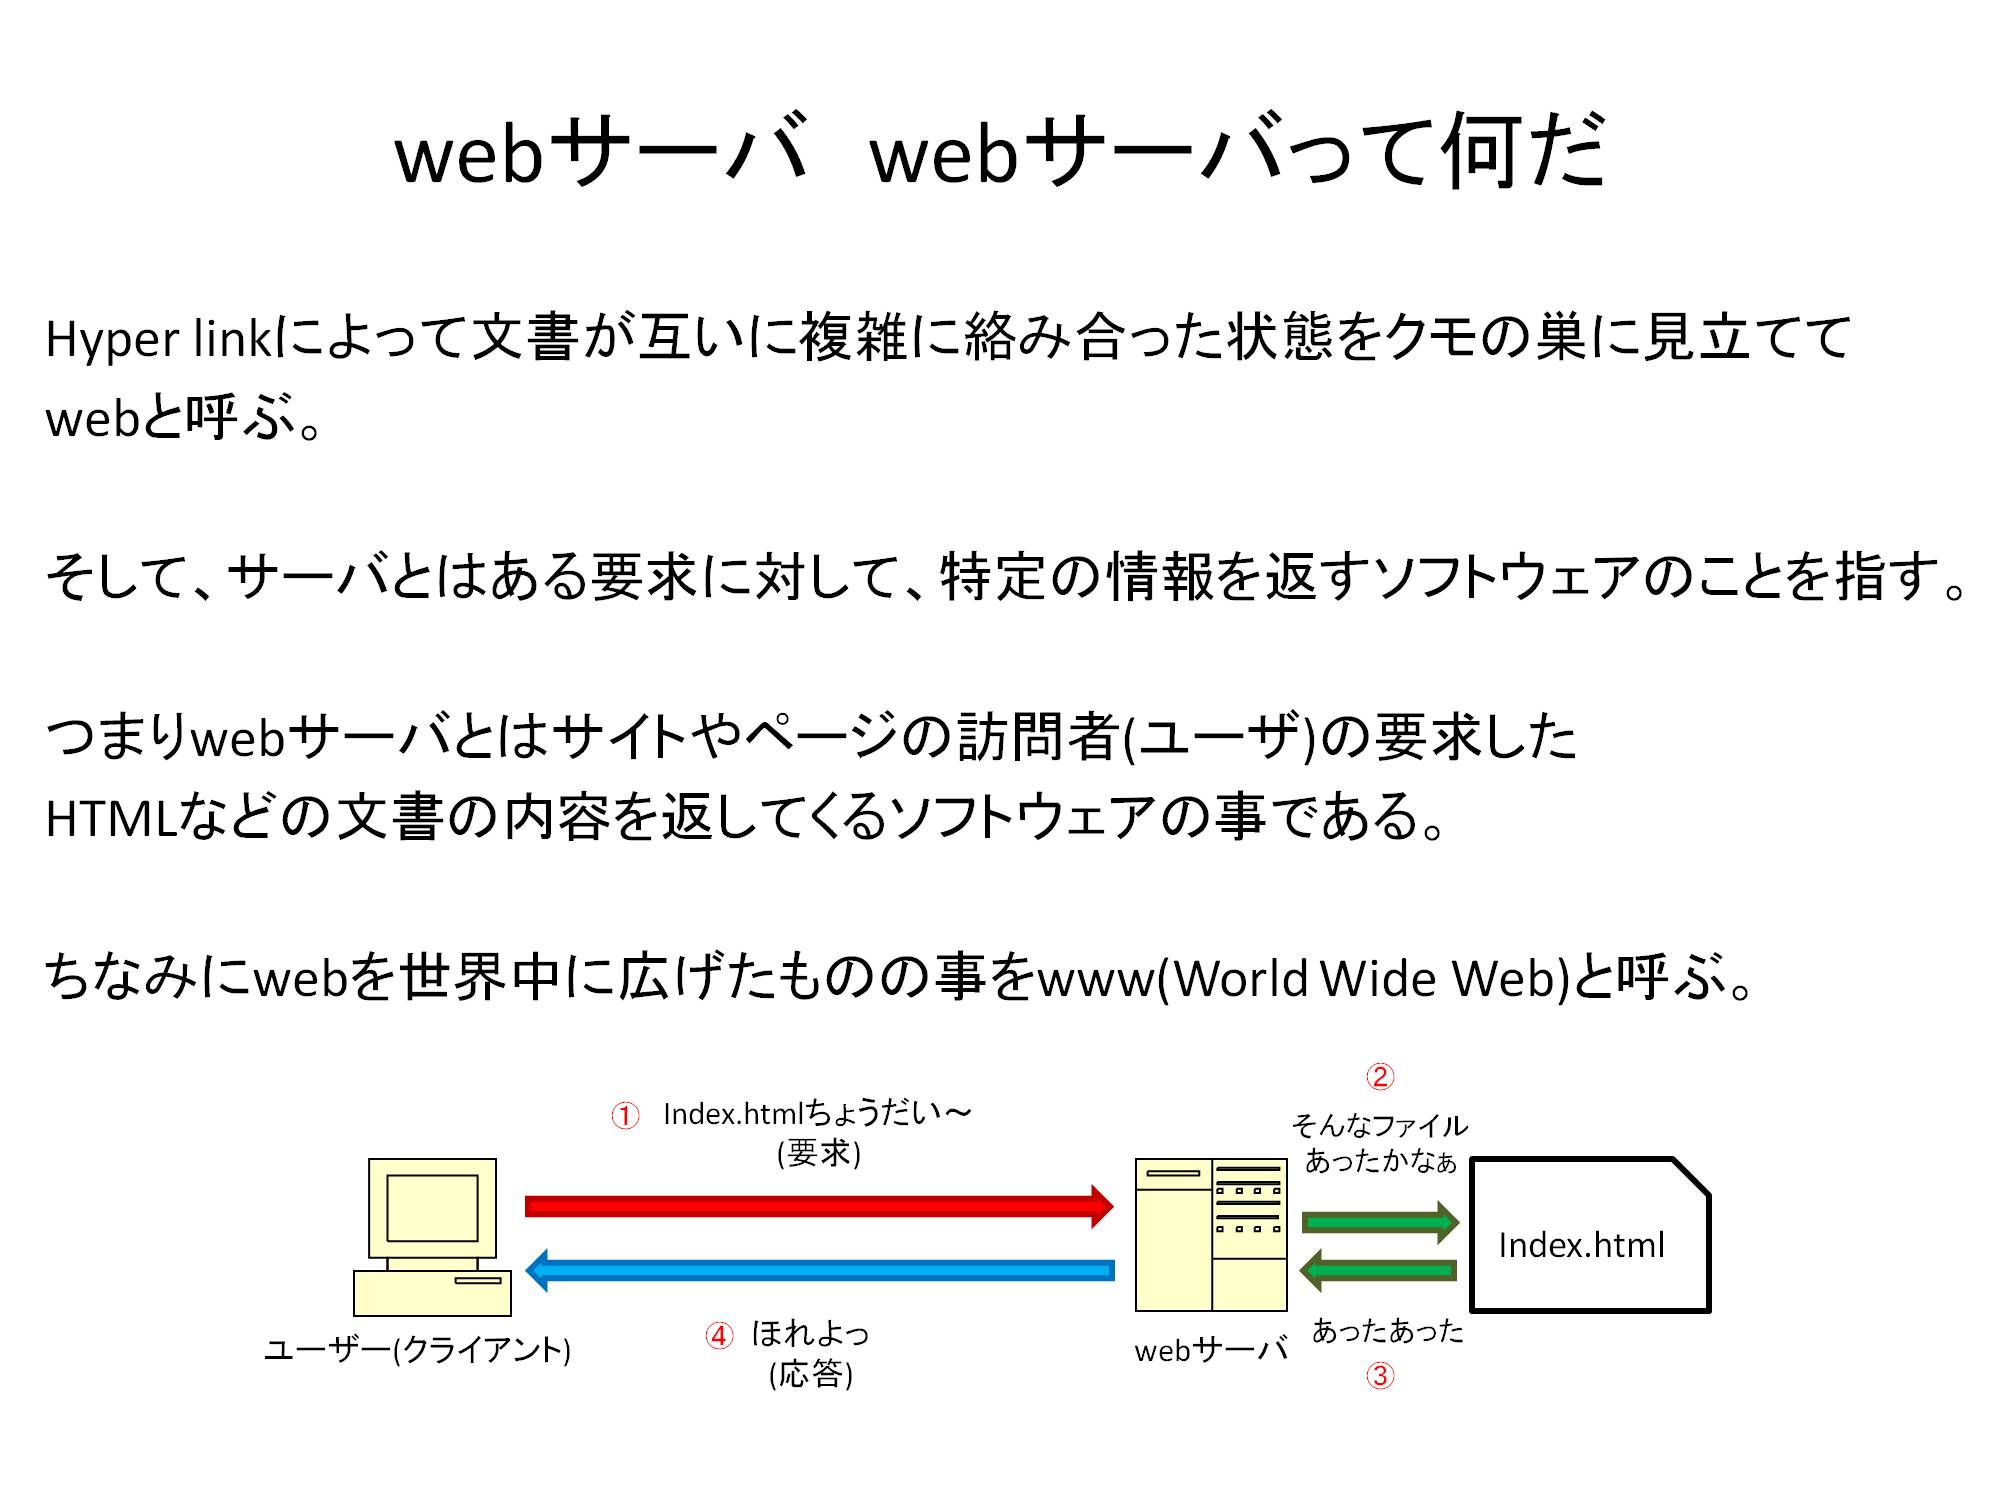 webサーバ　webサーバって何だ
Hyper linkによって文書が互いに複雑に絡み合った状態をクモの巣に見立てて
webと呼ぶ。
そして、サーバとはある要求に対して、特定の情報を返すソフトウェアのことを指す。
つまりwebサーバとはサイトやページの訪問者(ユーザ)の要求した
HTMLなどの文書の内容を返してくるソフトウェアの事である。
ちなみにwebを世界中に広げたものの事をwww(World Wide Web)と呼ぶ。
① Index.htmlちょうだい～
(要求)
②
そんなファイル
あったかなぁ
Index.html
ユーザー(クライアント)
④ ほれよっ
(応答)
webサーバ
あったあった
③